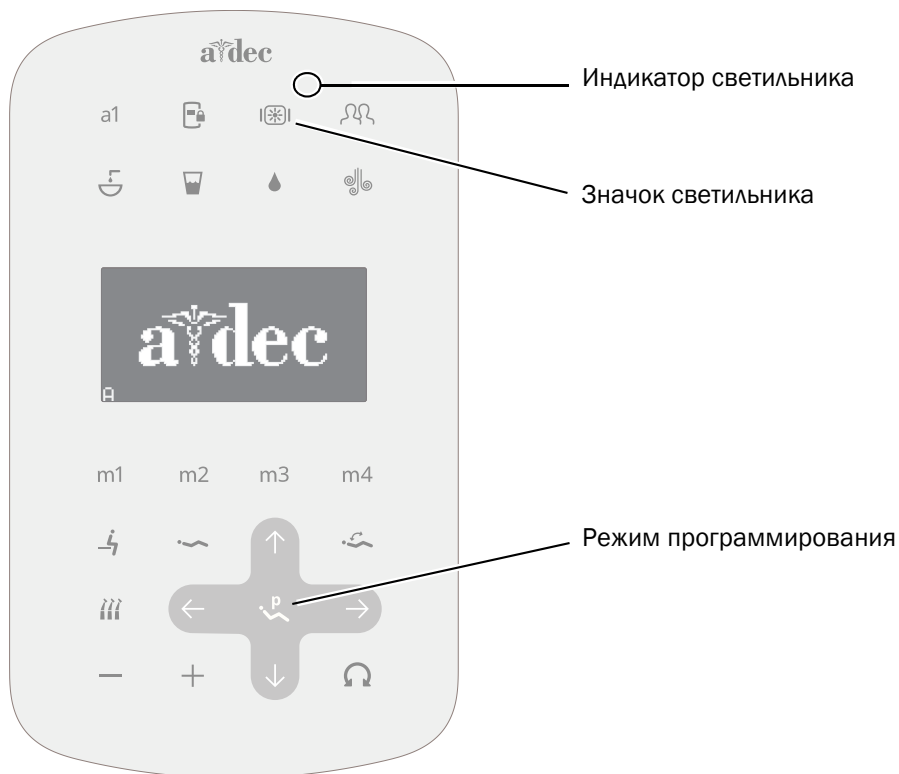 a dec
Индикатор светильника
a1
Значок светильника
a dec
A
m1 m2 m3 m4
Режим программирования
p